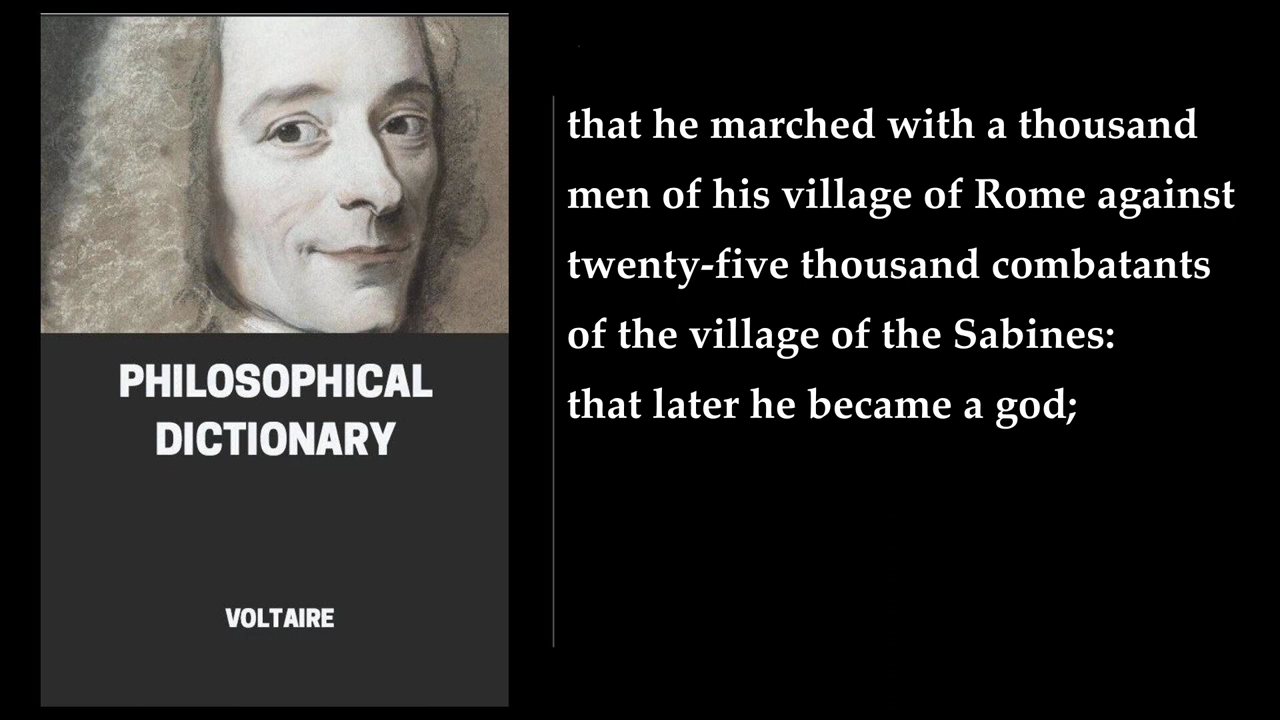 PHILOSOPHICAL
DICTIONARY
VOLTAIRE
that he marched with a thousand
men of his village of Rome against
twenty-five thousand combatants
of the village of the Sabines:
that later he became a god;